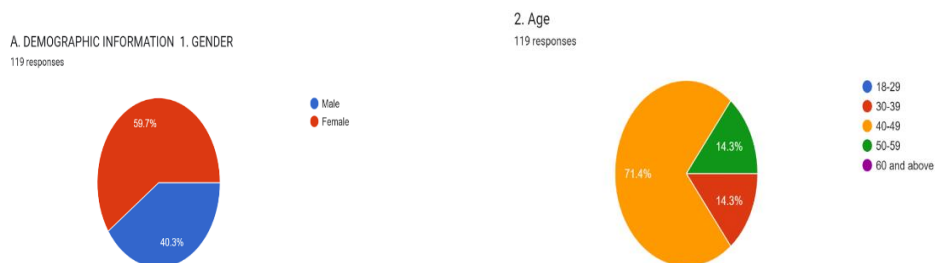 A. DEMOGRAPHIC INFORMATION 1. GENDER
119 responses
Male
Female
59.7%
40.3%
2. Age
119 responses
18-29
30-39
40-49
50-59
60 and above
14.3%
71.4%
14.3%